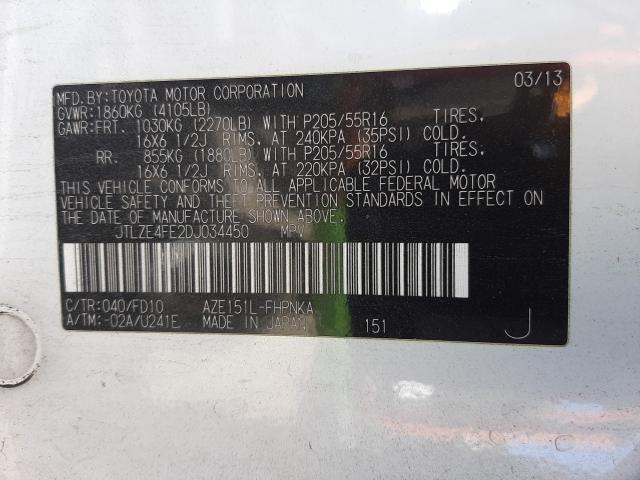 MFD.BY:TOYOTA MOTOR CORPORATION 03/13
GVWR:1860KG (4105LB)
GAWR:FRT. 1030KG (2270LB) WITH P205/55R16 TIRES,
16X6 1/2J RIMS, AT 240KPA (35PSI) COLD.
RR. 855KG (1880LB) WITH P205/55R16 TIRES,
16X6 1/2J RIMS, AT 220KPA (32PSI) COLD.
THIS VEHICLE CONFORMS TO ALL APPLICABLE FEDERAL MOTOR
VEHICLE SAFETY AND THEFT PREVENTION STANDARDS IN EFFECT ON
THE DATE OF MANUFACTURE SHOWN ABOVE.
JTLZE4FE2DJ034450 MPV
C/TR:040/FD10 AZE151L-FHPNKA
A/TM:-02A/U241E MADE IN JAPAN 151 J